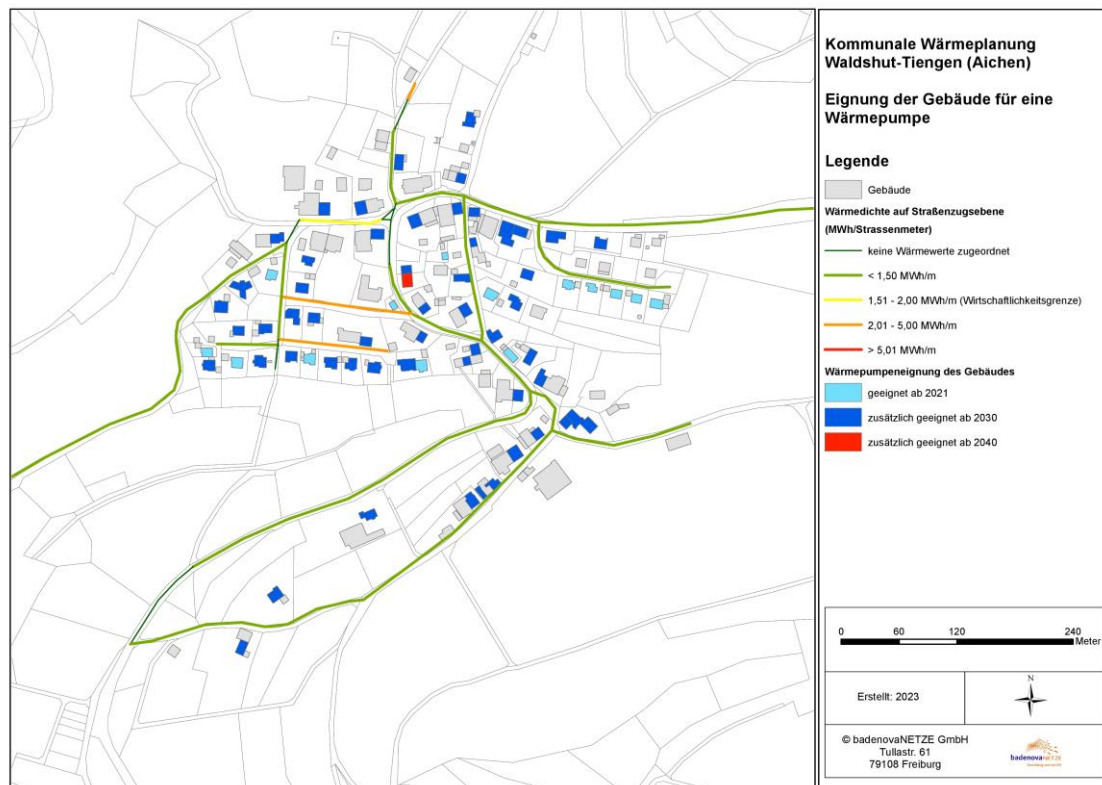 Kommunale Wärmeplanung
Waldshut-Tiengen (Aichen)
Eignung der Gebäude für eine
Wärmepumpe
Legende
Gebäude
Wärmedichte auf Straßenzugsebene
(MWh/Strassenmeter)
keine Wärmewerte zugeordnet
< 1,50 MWh/m
1,51 - 2,00 MWh/m (Wirtschaftlichkeitsgrenze)
2,01 - 5,00 MWh/m
> 5,01 MWh/m
Wärmepumpeneignung des Gebäudes
geeignet ab 2021
zusätzlich geeignet ab 2030
zusätzlich geeignet ab 2040
0 60 120 240
Meter
Erstellt: 2023
N
© badenovaNETZE GmbH
Tullastr. 61
79108 Freiburg
badenovaNETZE